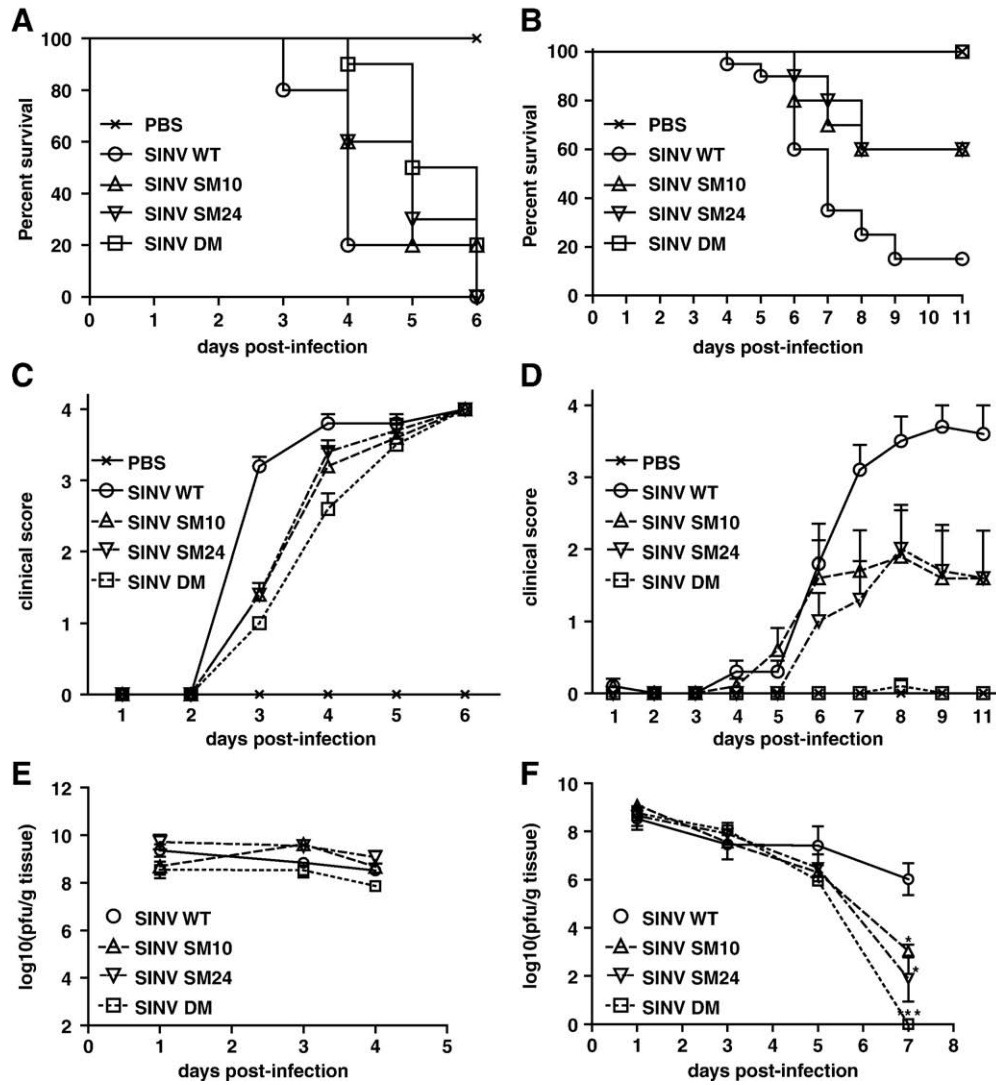 A
Percent survival
100
80
60
40
20
0
PBS
SINV WT
SINV SM10
SINV SM24
SINV DM
0 1 2 3 4 5 6
days post-infection
B
Percent survival
100
80
60
40
20
0
PBS
SINV WT
SINV SM10
SINV SM24
SINV DM
0 1 2 3 4 5 6 7 8 9 10 11
days post-infection
C
clinical score
4
3
2
1
0
PBS
SINV WT
SINV SM10
SINV SM24
SINV DM
1 2 3 4 5 6
days post-infection
D
clinical score
4
3
2
1
0
PBS
SINV WT
SINV SM10
SINV SM24
SINV DM
1 2 3 4 5 6 7 8 9 11
days post-infection
E
log10(pfu/g tissue)
12
10
8
6
4
2
SINV WT
SINV SM10
SINV SM24
SINV DM
0 1 2 3 4 5
days post-infection
F
log10(pfu/g tissue)
10
8
6
4
2
0
SINV WT
SINV SM10
SINV SM24
SINV DM
*
*
***
0 1 2 3 4 5 6 7 8
days post-infection